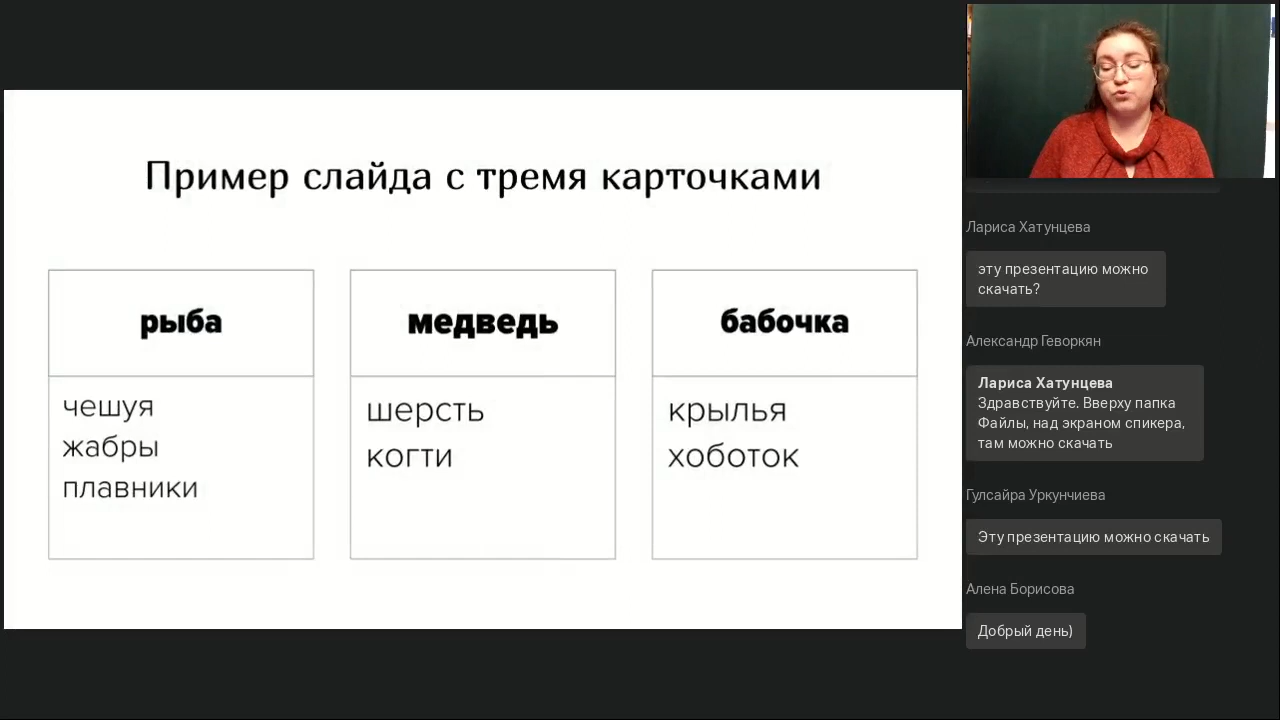 Пример слайда с тремя карточками
рыба
чешуя
жабры
плавники
медведь
шерсть
когти
бабочка
крылья
хоботок
Лариса Хатунцева
эту презентацию можно
скачать?
Александр Геворкян
Лариса Хатунцева
Здравствуйте. Вверху папка
Файлы, над экраном спикера,
там можно скачать
Гулсайра Уркунчиева
Эту презентацию можно скачать
Алена Борисова
Добрый день)